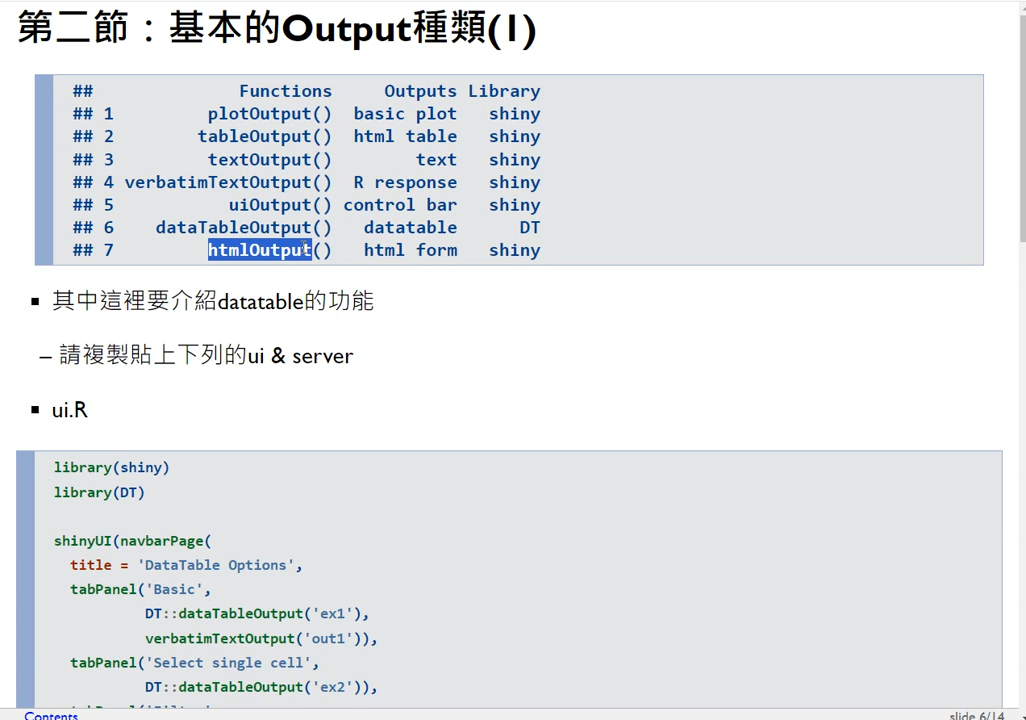 第二節：基本的Output種類(1)
## Functions Outputs Library
## 1 plotOutput() basic plot shiny
## 2 tableOutput() html table shiny
## 3 textOutput() text shiny
## 4 verbatimTextOutput() R response shiny
## 5 uiOutput() control bar shiny
## 6 dataTableOutput() datatable DT
## 7 htmlOutput() html form shiny
▪ 其中這裡要介紹datatable的功能
– 請複製貼上下列的ui & server
▪ ui.R
library(shiny)
library(DT)
shinyUI(navbarPage(
title = 'DataTable Options',
tabPanel('Basic',
DT::dataTableOutput('ex1'),
verbatimTextOutput('out1')),
tabPanel('Select single cell',
DT::dataTableOutput('ex2')),
Contents
slide 6/14